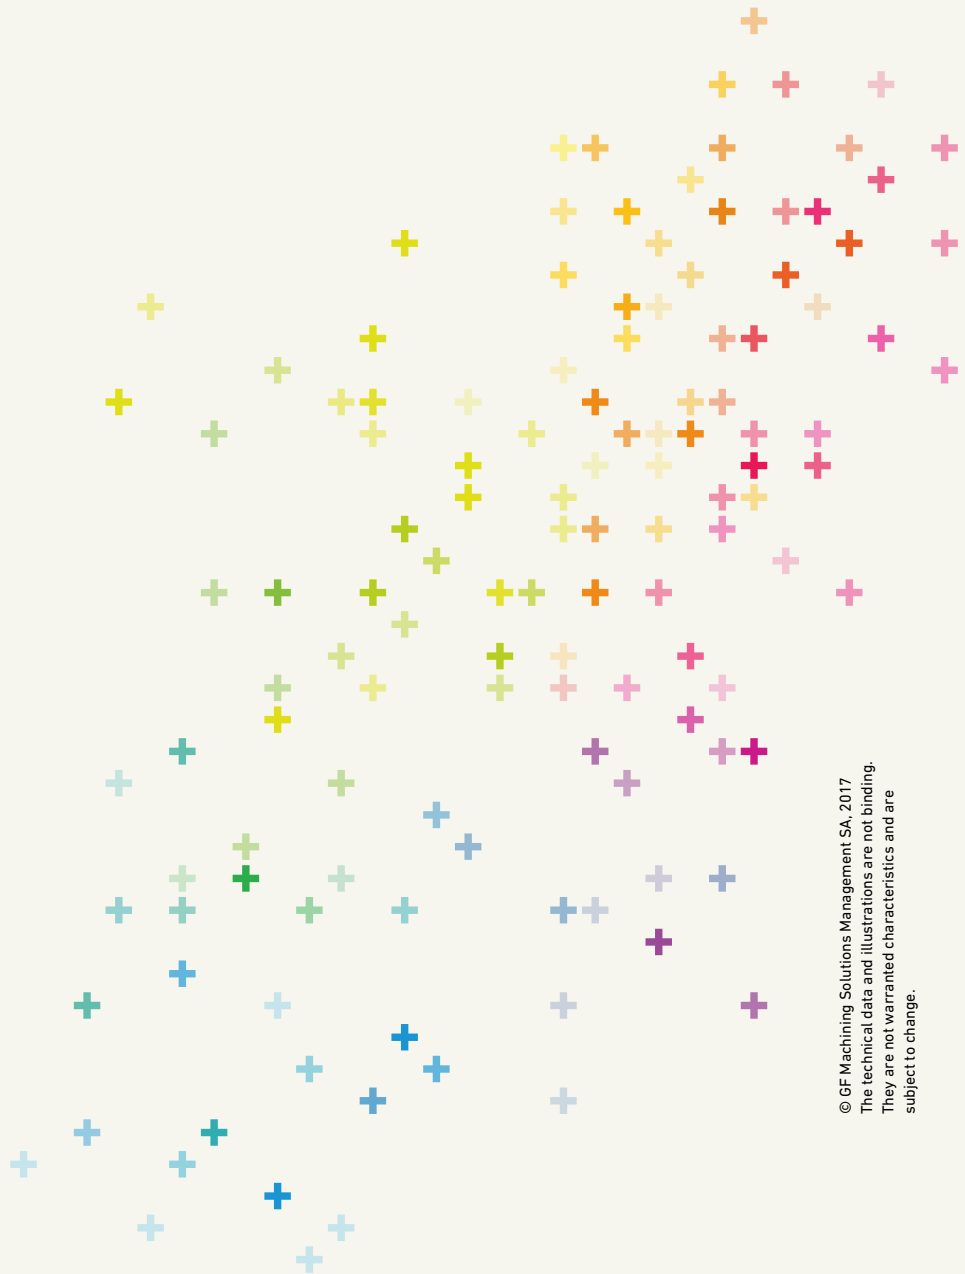 © GF Machining Solutions Management SA, 2017
The technical data and illustrations are not binding.
They are not warranted characteristics and are
subject to change.